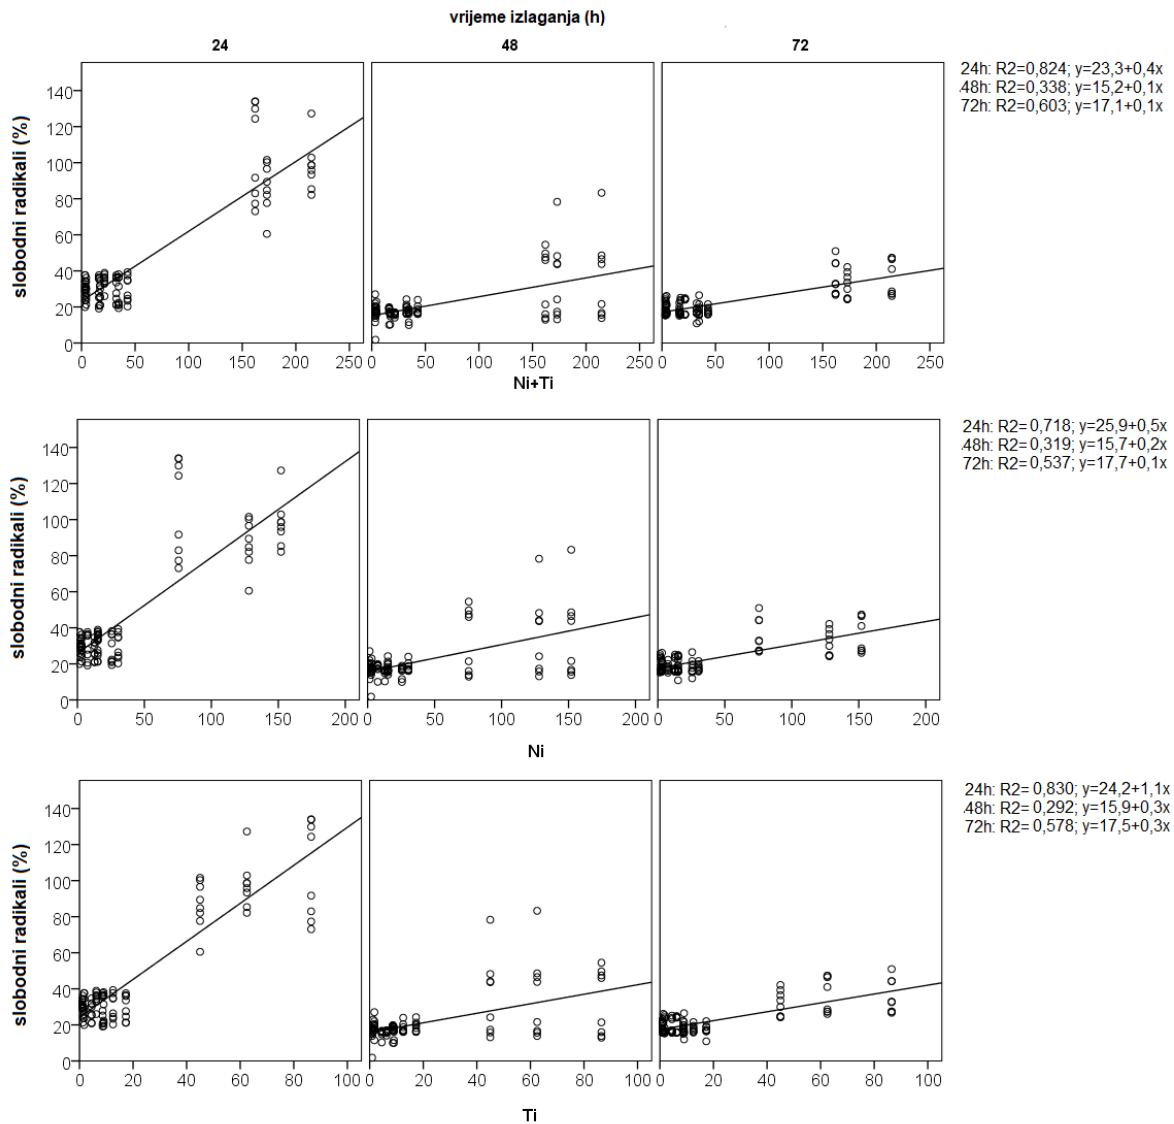 vrijeme izlaganja (h)
24 48 72
24h: R2=0,824; y=23,3+0,4x
48h: R2=0,338; y=15,2+0,1x
72h: R2=0,603; y=17,1+0,1x
slobodni radikali (%)
140
120
100
80
60
40
20
0
0 50 100 150 200 250 0 50 100 150 200 250 0 50 100 150 200 250
Ni+Ti
24h: R2= 0,718; y=25,9+0,5x
48h: R2=0,319; y=15,7+0,2x
72h: R2=0,537; y=17,7+0,1x
slobodni radikali (%)
140
120
100
80
60
40
20
0
0 50 100 150 200 0 50 100 150 200 0 50 100 150 200
Ni
24h: R2= 0,830; y=24,2+1,1x
48h: R2= 0,292; y=15,9+0,3x
72h: R2= 0,578; y=17,5+0,3x
slobodni radikali (%)
140
120
100
80
60
40
20
0
0 20 40 60 80 100 0 20 40 60 80 100 0 20 40 60 80 100
Ti